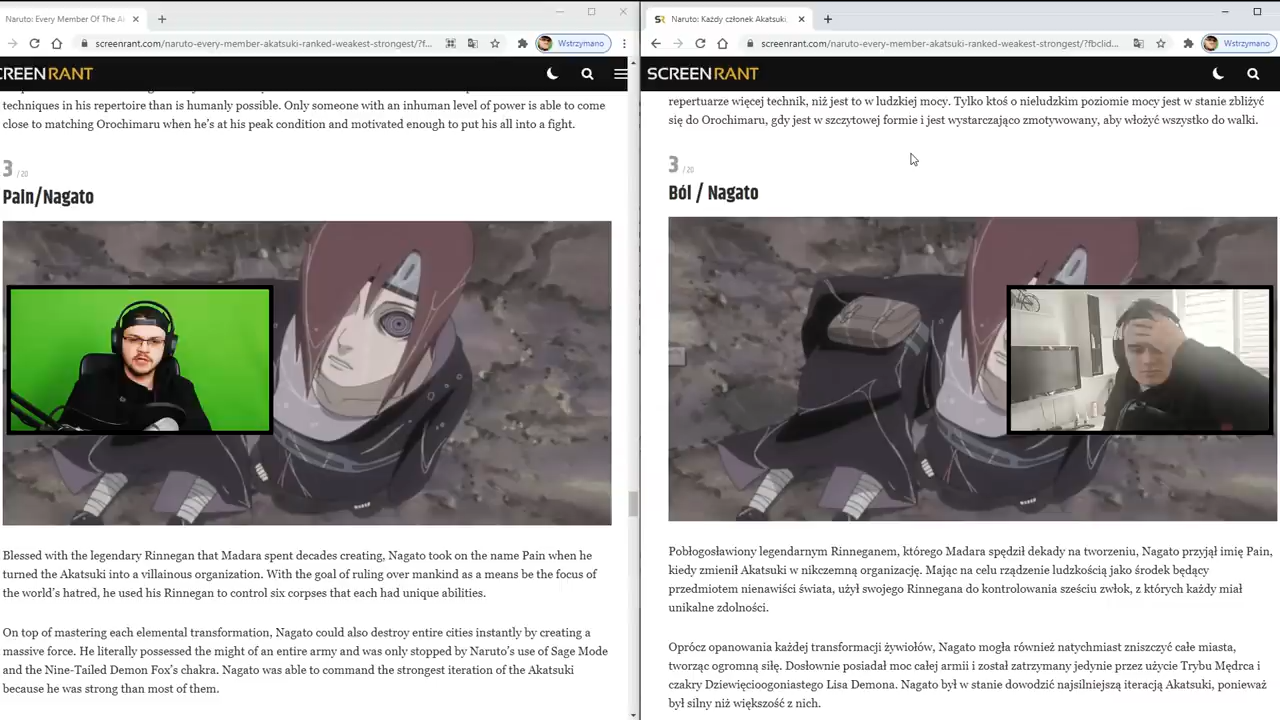 Naruto: Every Member Of The A
screenrant.com/naruto-every-member-akatsuki-ranked-weakest-strongest/?f...
Wstrzymano
CREENRANT
techniques in his repertoire than is humanly possible. Only someone with an inhuman level of power is able to come
close to matching Orochimaru when he's at his peak condition and motivated enough to put his all into a fight.
3 / 20
Pain/Nagato
Blessed with the legendary Rinnegan that Madara spent decades creating, Nagato took on the name Pain when he
turned the Akatsuki into a villainous organization. With the goal of ruling over mankind as a means be the focus of
the world's hatred, he used his Rinnegan to control six corpses that each had unique abilities.
On top of mastering each elemental transformation, Nagato could also destroy entire cities instantly by creating a
massive force. He literally possessed the might of an entire army and was only stopped by Naruto's use of Sage Mode
and the Nine-Tailed Demon Fox's chakra. Nagato was able to command the strongest iteration of the Akatsuki
because he was strong than most of them.
SR Naruto: Każdy członek Akatsuki
screenrant.com/naruto-every-member-akatsuki-ranked-weakest-strongest/?fbclid...
Wstrzymano
SCREENRANT
repertuarze więcej technik, niż jest to w ludzkiej mocy. Tylko ktoś o nieludzkim poziomie mocy jest w stanie zbliżyć
się do Orochimaru, gdy jest w szczytowej formie i jest wystarczająco zmotywowany, aby włożyć wszystko do walki.
3 / 20
Ból / Nagato
Pobłogosławiony legendarnym Rinneganem, którego Madara spędził dekady na tworzeniu, Nagato przyjął imię Pain,
kiedy zmienił Akatsuki w nikczemną organizację. Mając na celu rządzenie ludzkością jako środek będący
przedmiotem nienawiści świata, użył swojego Rinnegana do kontrolowania sześciu zwłok, z których każdy miał
unikalne zdolności.
Oprócz opanowania każdej transformacji żywiołów, Nagato mogła również natychmiast zniszczyć całe miasta,
tworząc ogromną siłę. Dosłownie posiadał moc całej armii i został zatrzymany jedynie przez użycie Trybu Mędrca i
czakry Dziewięcioogoniastego Lisa Demona. Nagato był w stanie dowodzić najsilniejszą iteracją Akatsuki, ponieważ
był silny niż większość z nich.